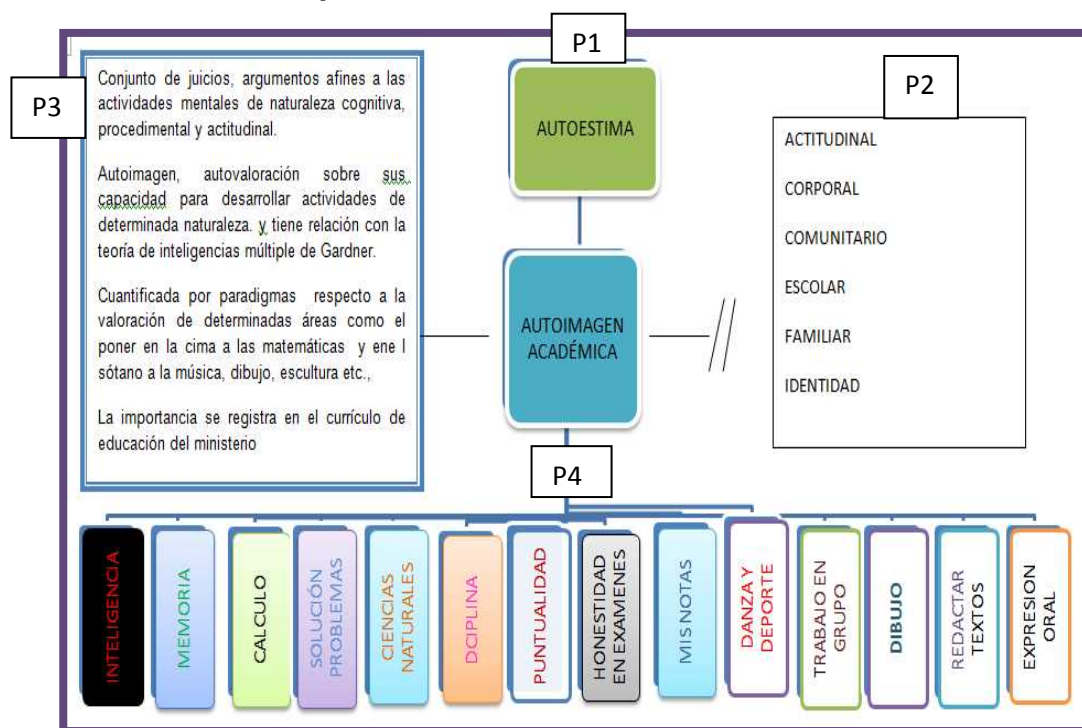 P1
P3
P2
Conjunto de juicios, argumentos afines a las
actividades mentales de naturaleza cognitiva,
procedimental y actitudinal.
Autoimagen, autovaloración sobre sus
capacidad para desarrollar actividades de
determinada naturaleza. y tiene relación con la
teoría de inteligencias múltiple de Gardner.
Cuantificada por paradigmas respecto a la
valoración de determinadas áreas como el
poner en la cima a las matemáticas y ene l
sótano a la música, dibujo, escultura etc.,
La importancia se registra en el currículo de
educación del ministerio
AUTOESTIMA
AUTOIMAGEN
ACADÉMICA
ACTITUDINAL
CORPORAL
COMUNITARIO
ESCOLAR
FAMILIAR
IDENTIDAD
P4
INTELIGENCIA
MEMORIA
CALCULO
SOLUCIÓN
PROBLEMAS
CIENCIAS
NATURALES
DCIPLINA
PUNTUALIDAD
HONESTIDAD
EN EXAMENES
MIS NOTAS
DANZA Y
DEPORTE
TRABAJO EN
GRUPO
DIBUJO
REDACTAR
TEXTOS
EXPRESION
ORAL